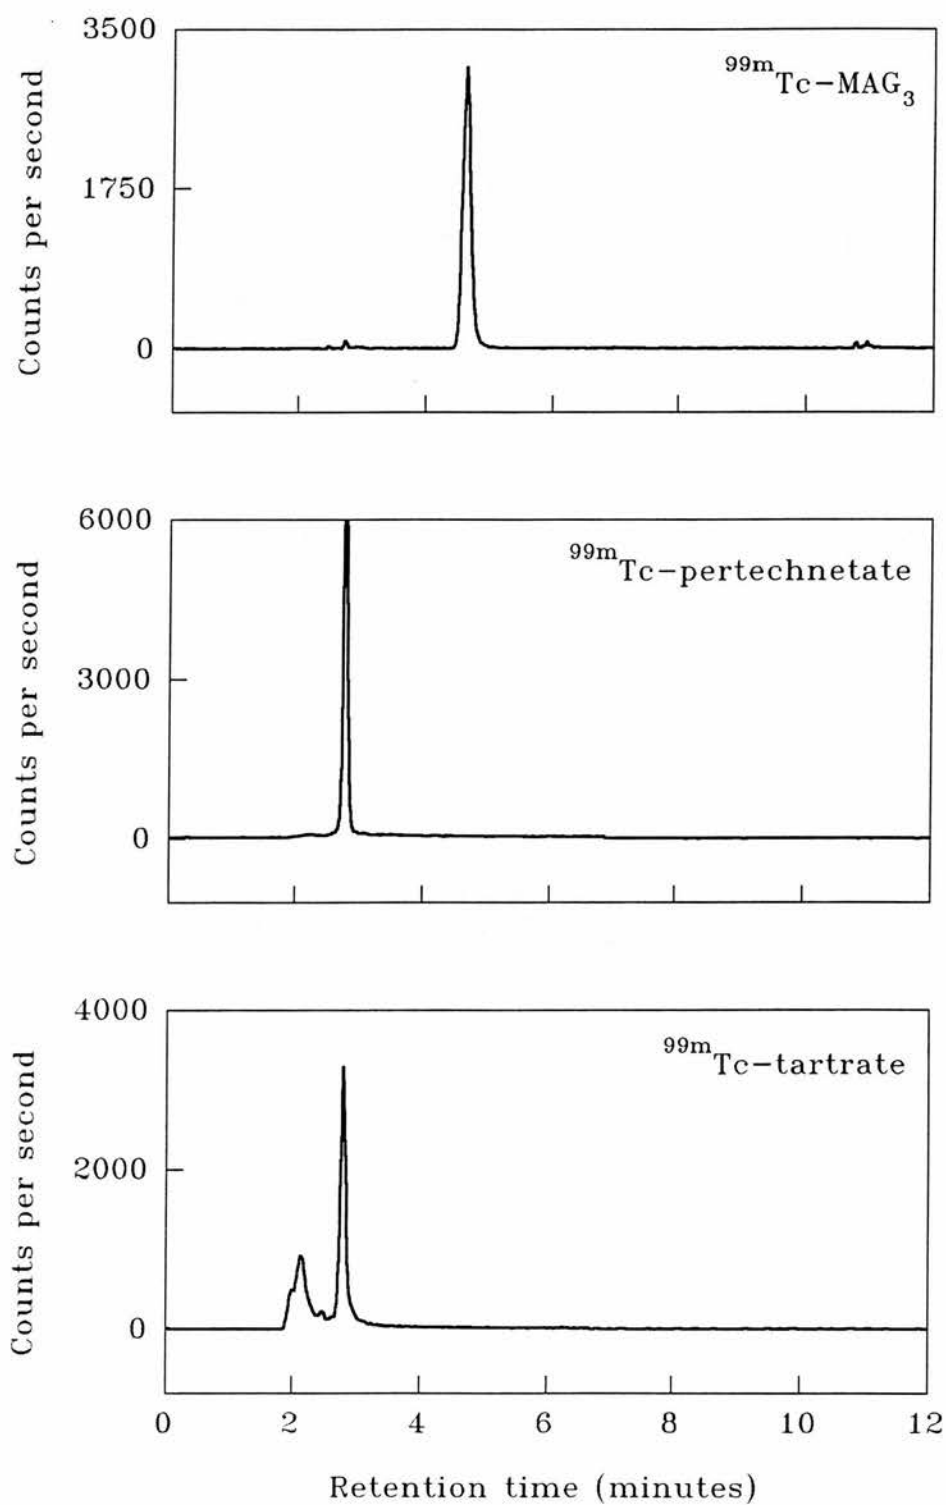 3500
1750
0
Counts per second
99mTc-MAG3
6000
3000
0
Counts per second
99mTc-pertechnetate
4000
2000
0
Counts per second
99mTc-tartrate
0 2 4 6 8 10 12
Retention time (minutes)